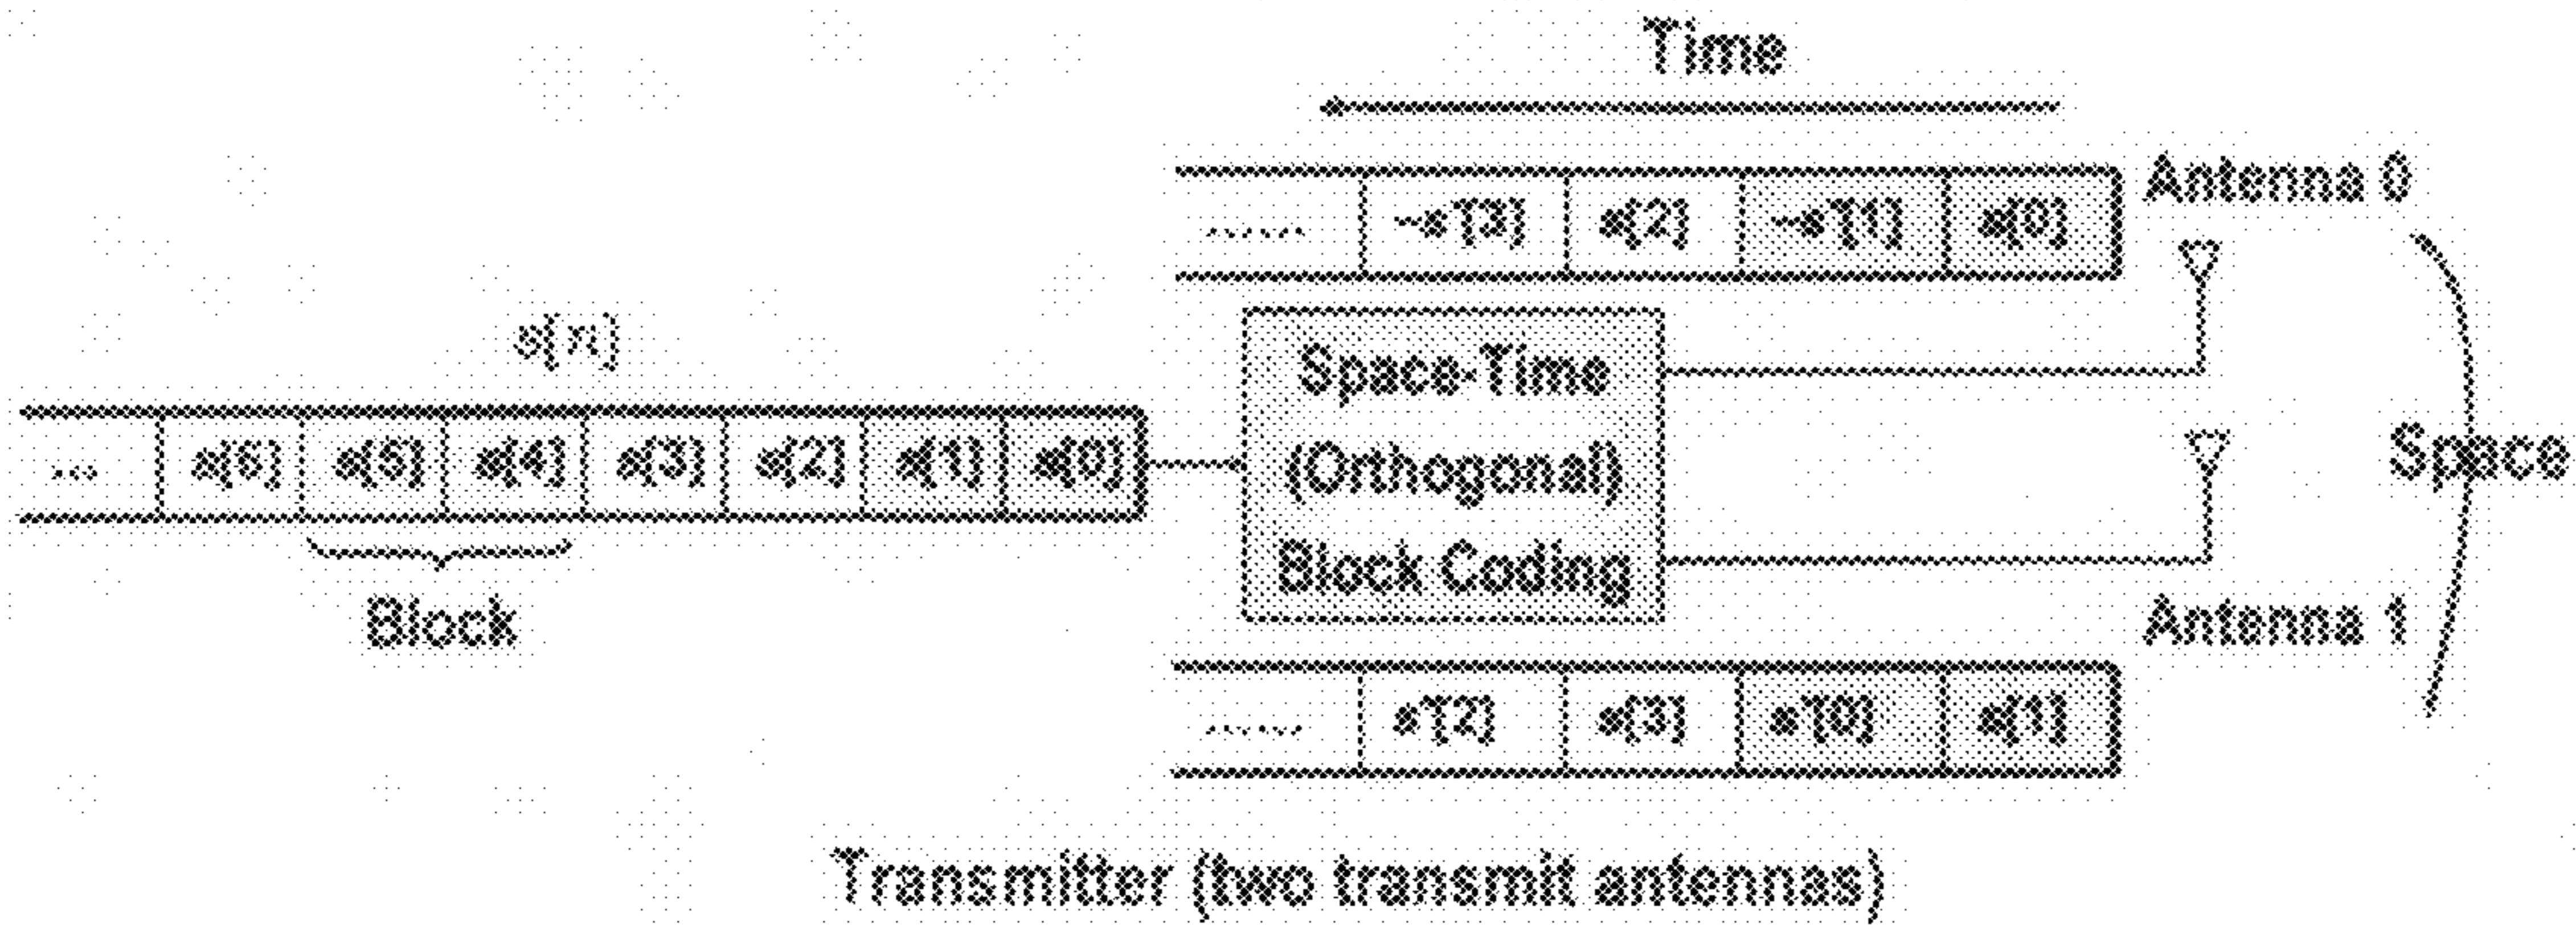 Time
Antenna 0
..... -s*[3] s[2] -s*[1] s[0]
s[n]
Space-Time
(Orthogonal)
Block Coding
... s[6] s[5] s[4] s[3] s[2] s[1] s[0]
Space
Block
Antenna 1
..... s*[2] s[3] s*[0] s[1]
Transmitter (two transmit antennas)